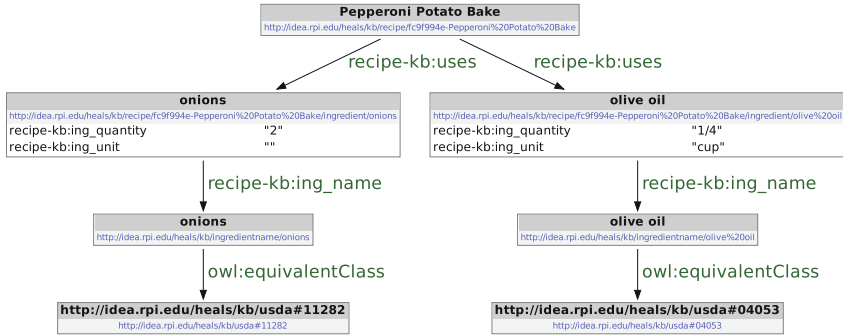 Pepperoni Potato Bake
http://idea.rpi.edu/heals/kb/recipe/fc9f994e-Pepperoni%20Potato%20Bake
recipe-kb:uses
recipe-kb:uses
onions
http://idea.rpi.edu/heals/kb/recipe/fc9f994e-Pepperoni%20Potato%20Bake/ingredient/onions
recipe-kb:ing_quantity "2"
recipe-kb:ing_unit ""
olive oil
http://idea.rpi.edu/heals/kb/recipe/fc9f994e-Pepperoni%20Potato%20Bake/ingredient/olive%20oil
recipe-kb:ing_quantity "1/4"
recipe-kb:ing_unit "cup"
recipe-kb:ing_name
recipe-kb:ing_name
onions
http://idea.rpi.edu/heals/kb/ingredientname/onions
olive oil
http://idea.rpi.edu/heals/kb/ingredientname/olive%20oil
owl:equivalentClass
owl:equivalentClass
http://idea.rpi.edu/heals/kb/usda#11282
http://idea.rpi.edu/heals/kb/usda#11282
http://idea.rpi.edu/heals/kb/usda#04053
http://idea.rpi.edu/heals/kb/usda#04053